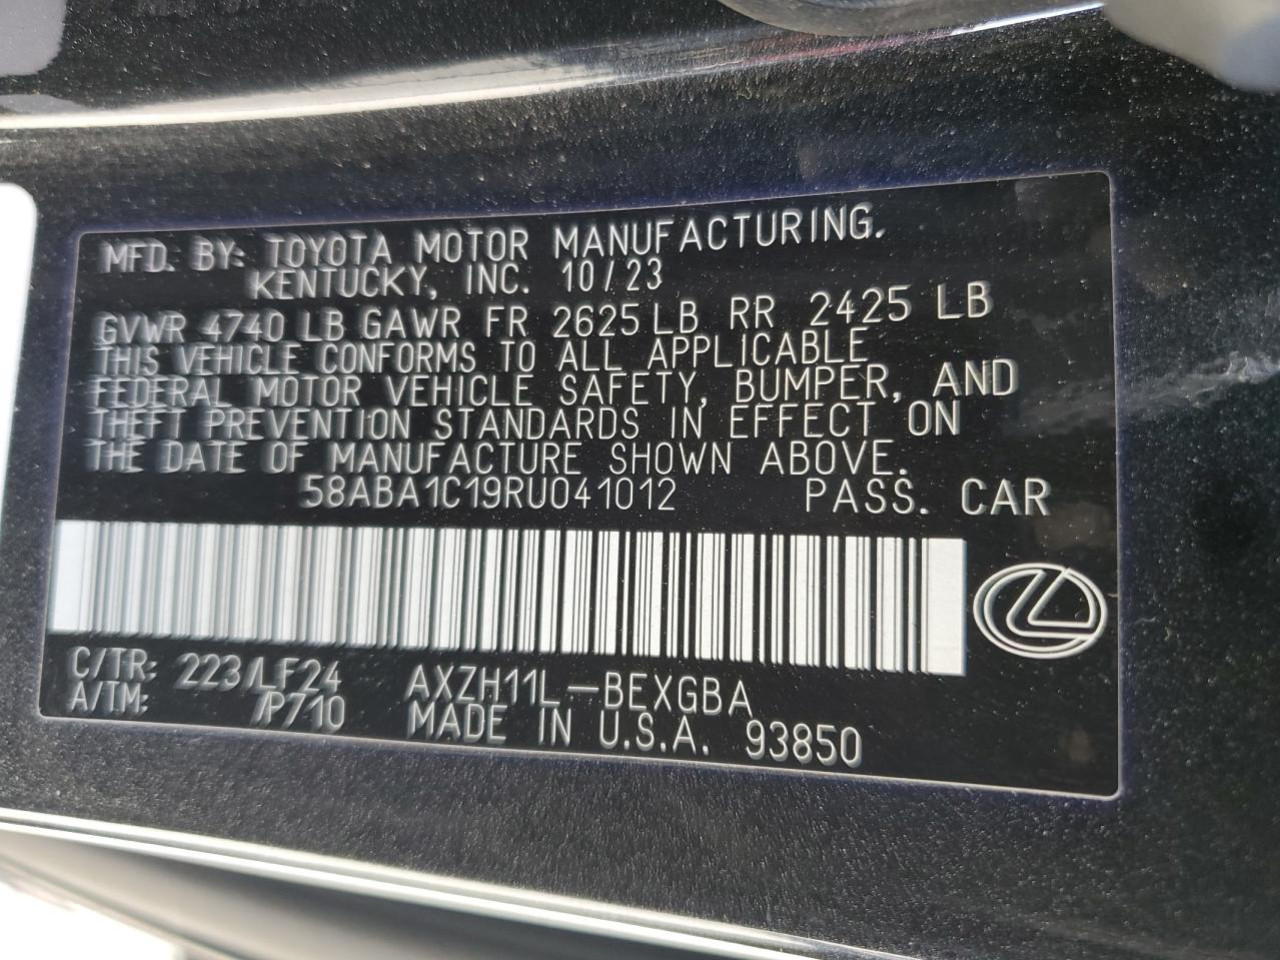 MFD. BY: TOYOTA MOTOR MANUFACTURING.
KENTUCKY, INC. 10/23
GVWR 4740 LB GAWR FR 2625 LB RR 2425 LB
THIS VEHICLE CONFORMS TO ALL APPLICABLE
FEDERAL MOTOR VEHICLE SAFETY, BUMPER, AND
THEFT PREVENTION STANDARDS IN EFFECT ON
THE DATE OF MANUFACTURE SHOWN ABOVE.
58ABA1C19RU041012 PASS. CAR
C/TR: 223/LF24 AXZH11L-BEXGBA
A/TM: /P710 MADE IN U.S.A. 93850